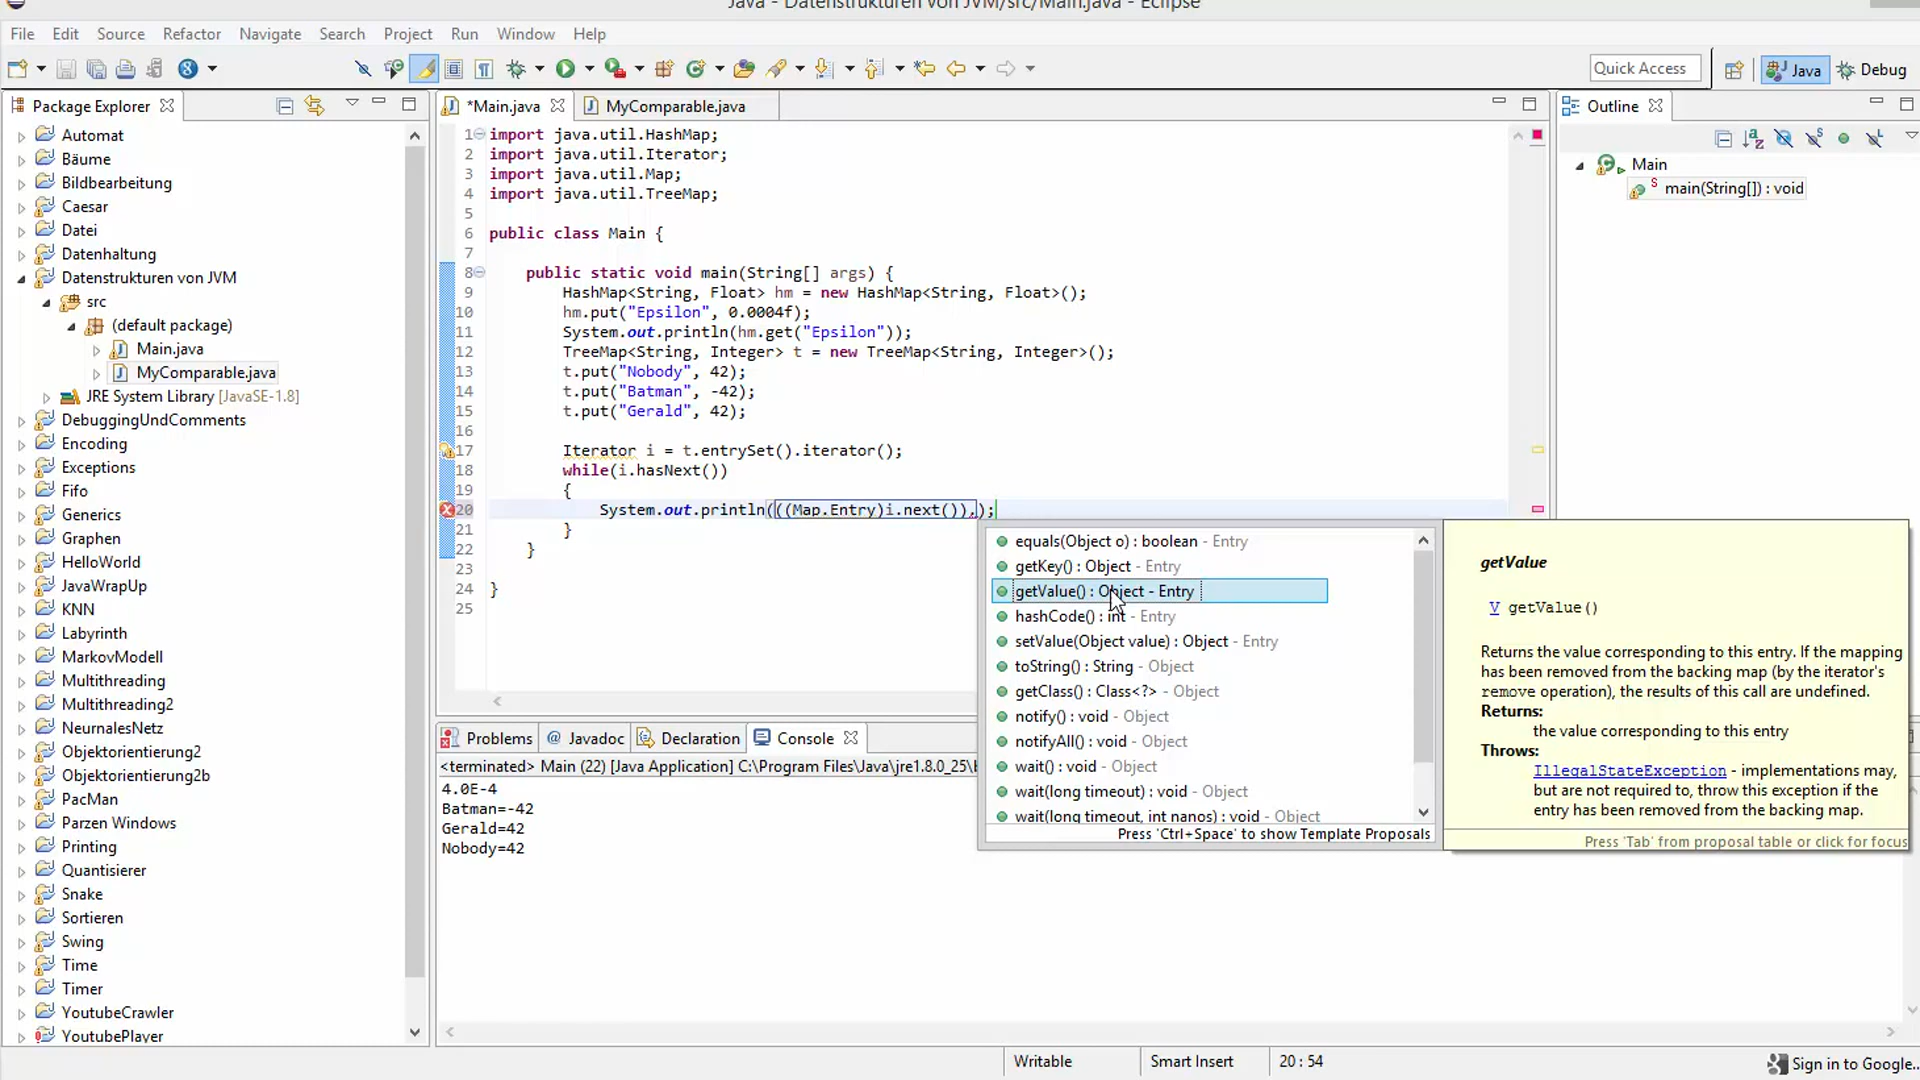 Java - Datenstrukturen von JVM/src/Main.java - Eclipse
File Edit Source Refactor Navigate Search Project Run Window Help
Quick Access
Java
Debug
Package Explorer
Automat
Bäume
Bildbearbeitung
Caesar
Datei
Datenhaltung
Datenstrukturen von JVM
src
(default package)
Main.java
MyComparable.java
JRE System Library [JavaSE-1.8]
DebuggingUndComments
Encoding
Exceptions
Fifo
Generics
Graphen
HelloWorld
JavaWrapUp
KNN
Labyrinth
MarkovModell
Multithreading
Multithreading2
NeurnalesNetz
Objektorientierung2
Objektorientierung2b
PacMan
Parzen Windows
Printing
Quantisierer
Snake
Sortieren
Swing
Time
Timer
YoutubeCrawler
YoutubePlayer
*Main.java
MyComparable.java
1 import java.util.HashMap;
2 import java.util.Iterator;
3 import java.util.Map;
4 import java.util.TreeMap;
5
6 public class Main {
7
8 public static void main(String[] args) {
9 HashMap<String, Float> hm = new HashMap<String, Float>();
10 hm.put("Epsilon", 0.0004f);
11 System.out.println(hm.get("Epsilon"));
12 TreeMap<String, Integer> t = new TreeMap<String, Integer>();
13 t.put("Nobody", 42);
14 t.put("Batman", -42);
15 t.put("Gerald", 42);
16
17 Iterator i = t.entrySet().iterator();
18 while(i.hasNext())
19 {
20 System.out.println(((Map.Entry)i.next()).);
21 }
22 }
23
24 }
25
equals(Object o) : boolean - Entry
getKey() : Object - Entry
getValue() : Object - Entry
hashCode() : int - Entry
setValue(Object value) : Object - Entry
toString() : String - Object
getClass() : Class<?> - Object
notify() : void - Object
notifyAll() : void - Object
wait() : void - Object
wait(long timeout) : void - Object
wait(long timeout, int nanos) : void - Object
Press 'Ctrl+Space' to show Template Proposals
getValue
V getValue()
Returns the value corresponding to this entry. If the mapping
has been removed from the backing map (by the iterator's
remove operation), the results of this call are undefined.
Returns:
the value corresponding to this entry
Throws:
IllegalStateException - implementations may,
but are not required to, throw this exception if the
entry has been removed from the backing map.
Press 'Tab' from proposal table or click for focus
Outline
Main
main(String[]) : void
Problems
Javadoc
Declaration
Console
<terminated> Main (22) [Java Application] C:\Program Files\Java\jre1.8.0_25\
4.0E-4
Batman=-42
Gerald=42
Nobody=42
Writable
Smart Insert
20 : 54
Sign in to Google...